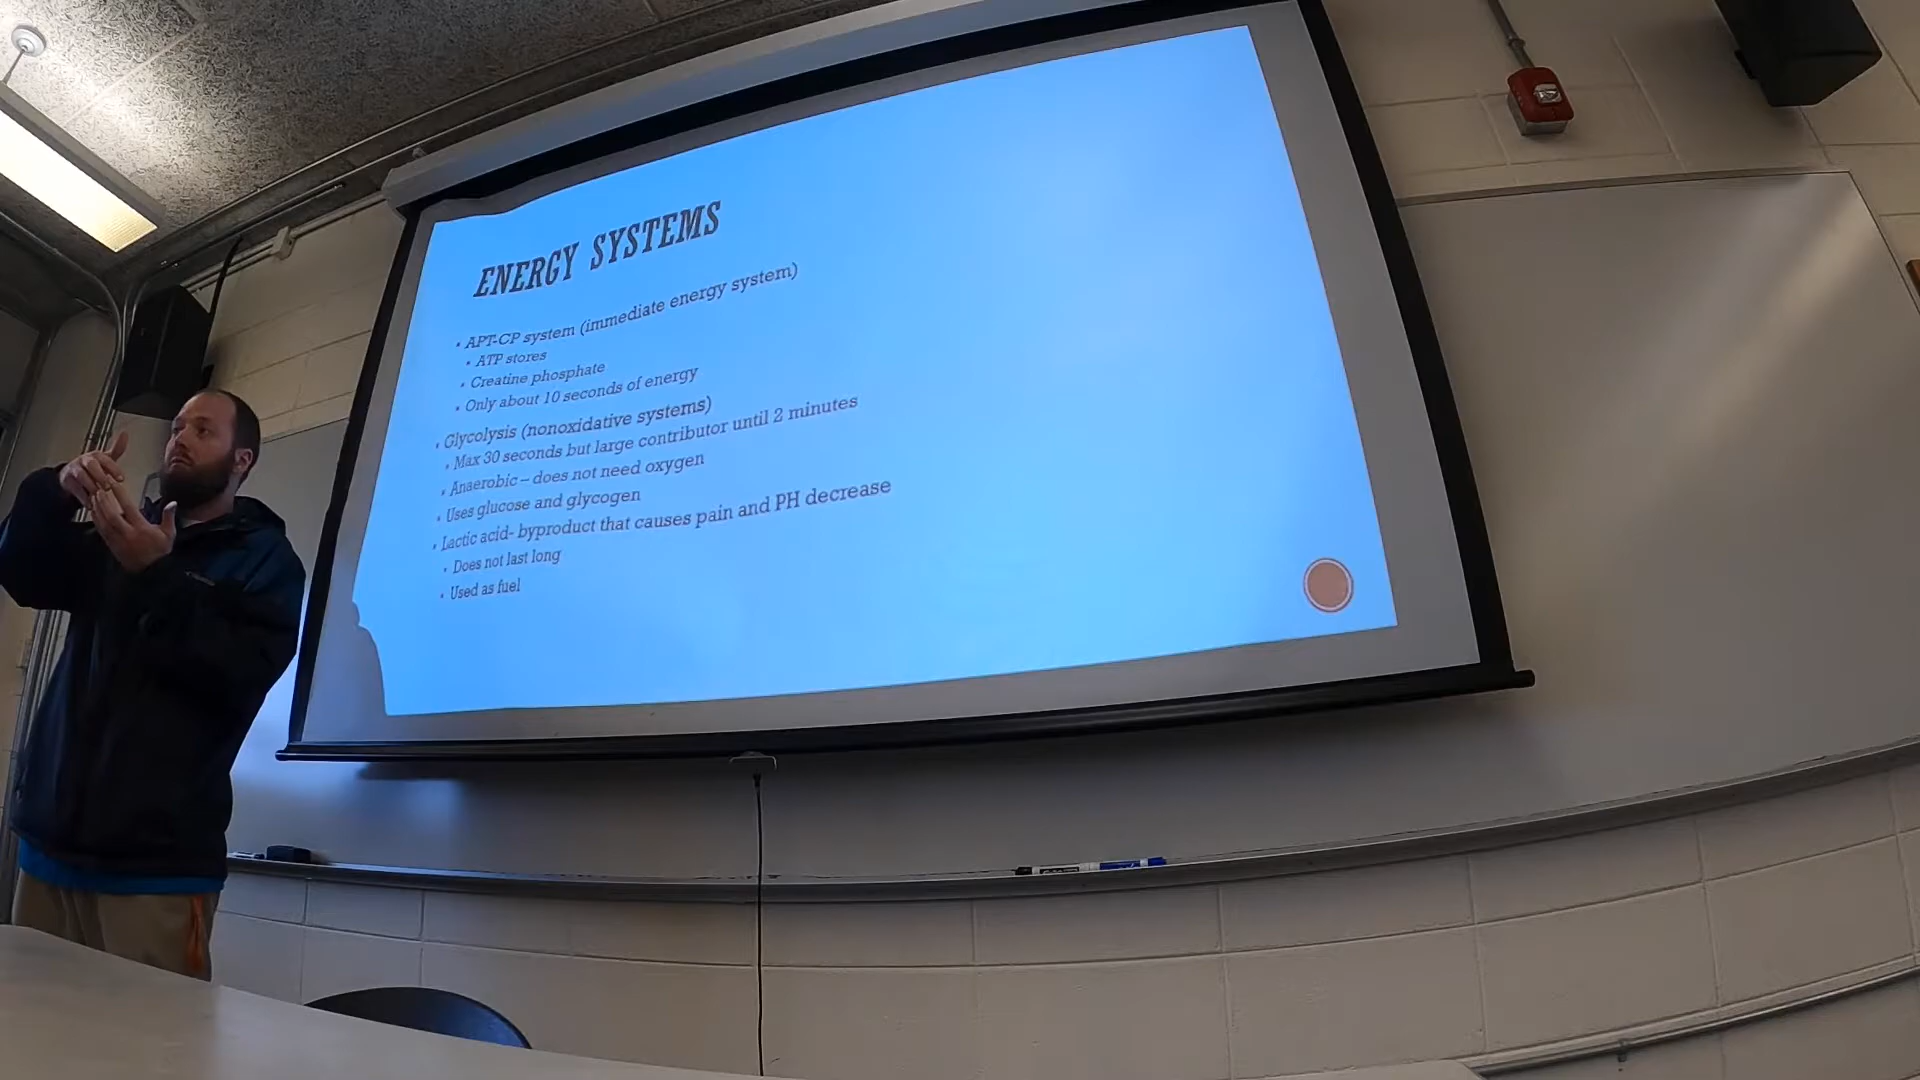 ENERGY SYSTEMS
APT-CP system (immediate energy system)
ATP stores
Creatine phosphate
Only about 10 seconds of energy
Glycolysis (nonoxidative systems)
Max 30 seconds but large contributor until 2 minutes
Anaerobic – does not need oxygen
Uses glucose and glycogen
Lactic acid- byproduct that causes pain and PH decrease
Does not last long
Used as fuel